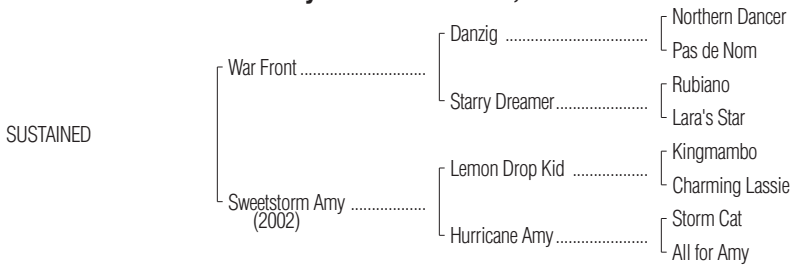 Northern Dancer
Danzig ................................
Pas de Nom
War Front .............................
Rubiano
Starry Dreamer.....................
Lara's Star
SUSTAINED
Kingmambo
Lemon Drop Kid .................
Charming Lassie
Sweetstorm Amy .................
(2002)
Storm Cat
Hurricane Amy.....................
All for Amy